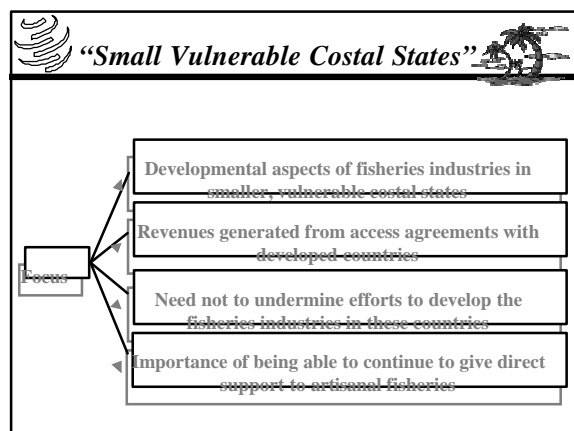 “Small Vulnerable Costal States”
Developmental aspects of fisheries industries in
smaller, vulnerable costal states
Revenues generated from access agreements with
developed countries
Focus
Need not to undermine efforts to develop the
fisheries industries in these countries
Importance of being able to continue to give direct
support to artisanal fisheries